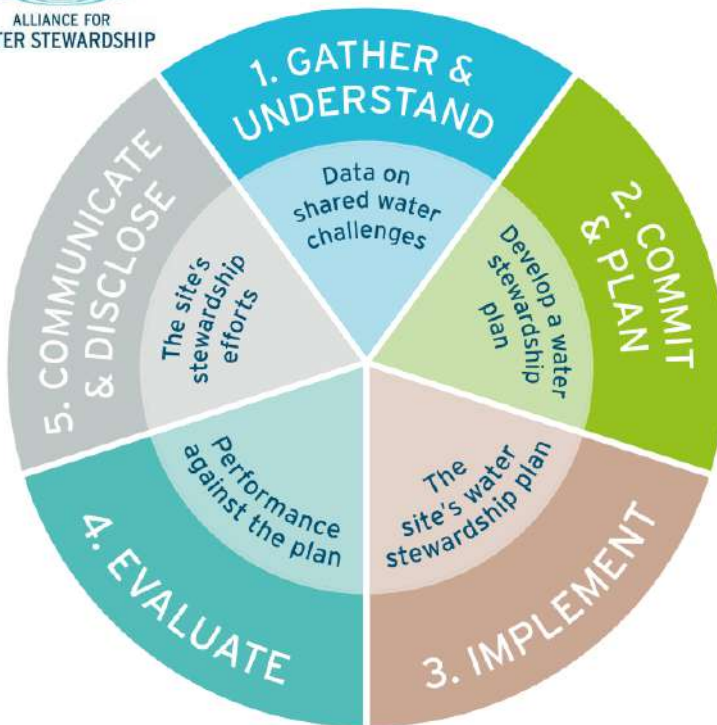 ALLIANCE FOR
TER STEWARDSHIP
1. GATHER &
UNDERSTAND
Data on
shared water
challenges
2. COMMIT
& PLAN
Develop a water
stewardship
plan
3. IMPLEMENT
The
site's water
stewardship plan
4. EVALUATE
Performance
against the plan
5. COMMUNICATE
& DISCLOSE
The site's
stewardship
efforts